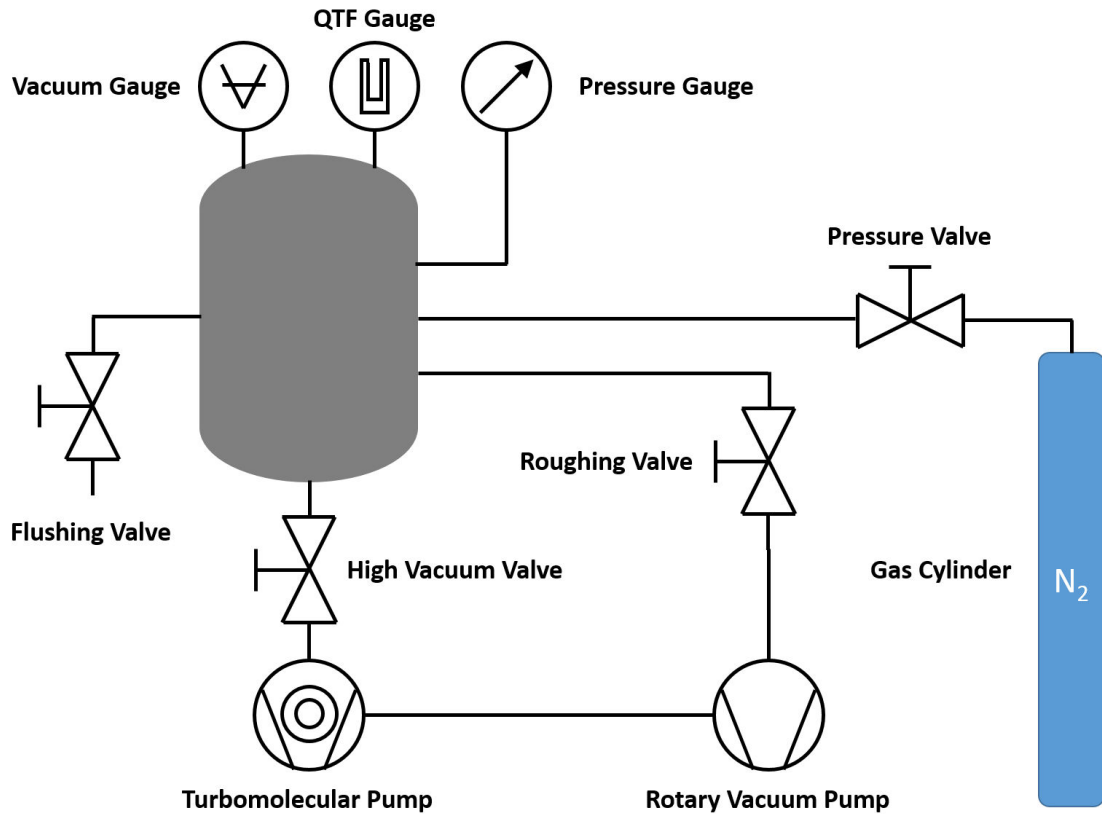 QTF Gauge
Vacuum Gauge
Pressure Gauge
Pressure Valve
Roughing Valve
Flushing Valve
High Vacuum Valve
Gas Cylinder
N₂
Turbomolecular Pump
Rotary Vacuum Pump